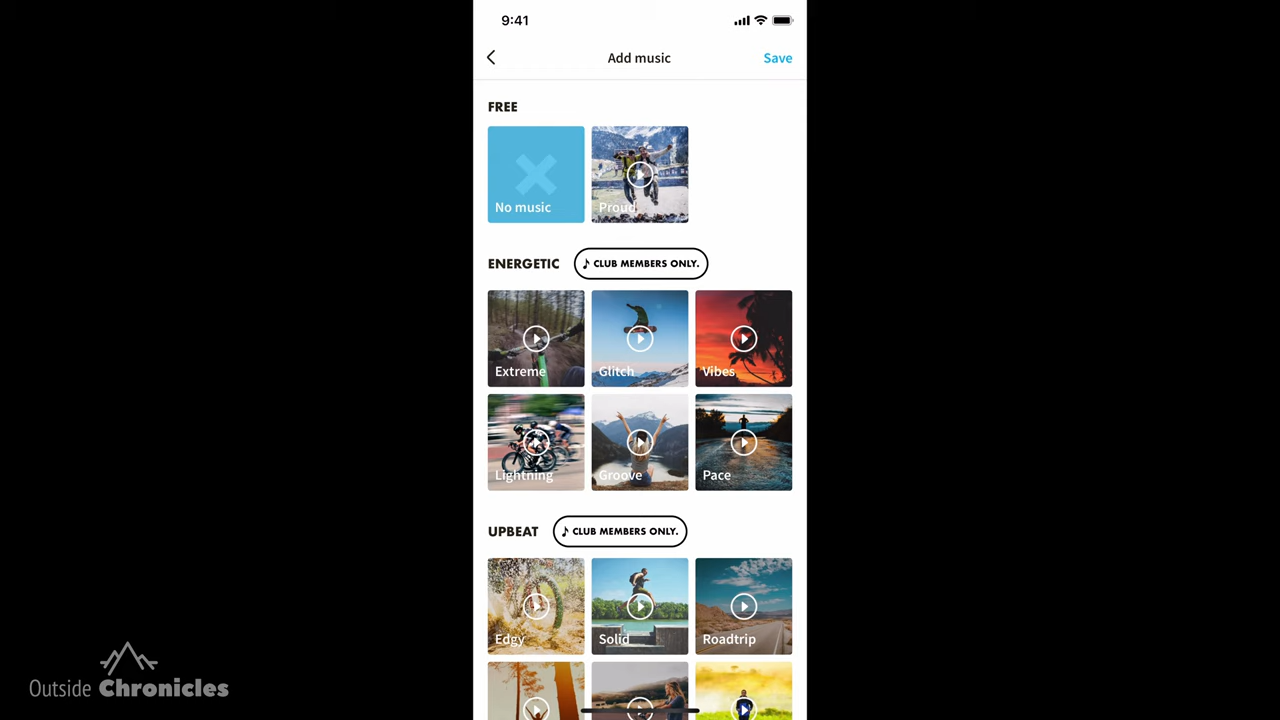 9:41
Add music
Save
FREE
No music
Proud
ENERGETIC
CLUB MEMBERS ONLY.
Extreme
Glitch
Vibes
Lightning
Groove
Pace
UPBEAT
CLUB MEMBERS ONLY.
Edgy
Solid
Roadtrip
Outside Chronicles